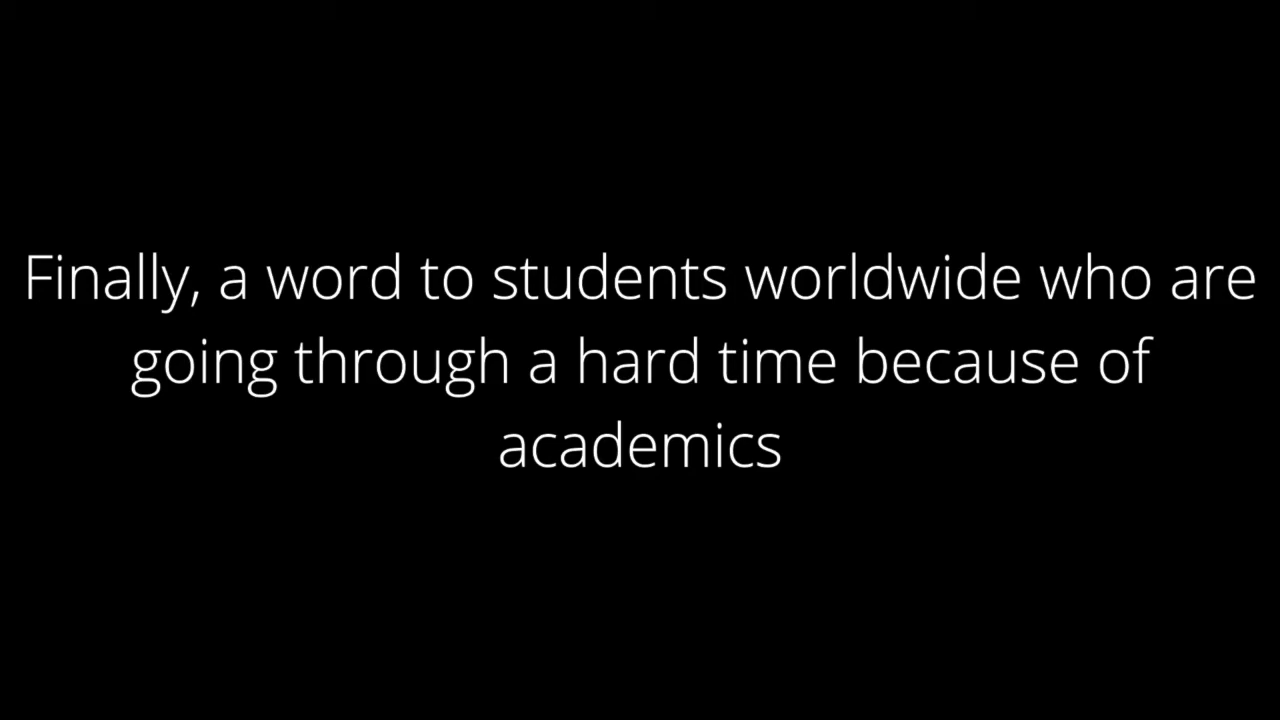 Finally, a word to students worldwide who are
going through a hard time because of
academics